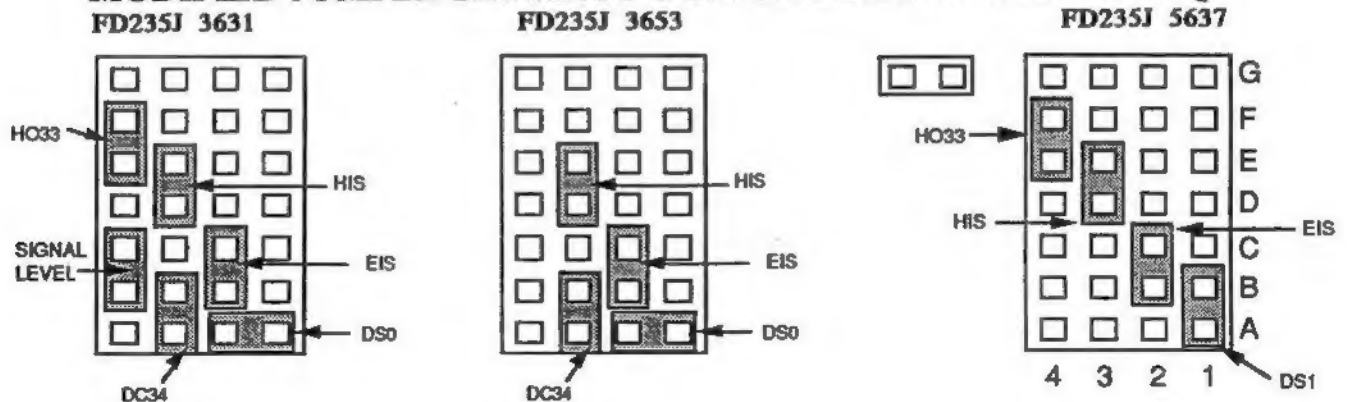 FD235J 3631
FD235J 3653
FD235J 5637
HO33
HIS
SIGNAL
LEVEL
EIS
DS0
DC34
HIS
EIS
DS0
DC34
HO33
HIS
EIS
DS1
G
F
E
D
C
B
A
4 3 2 1